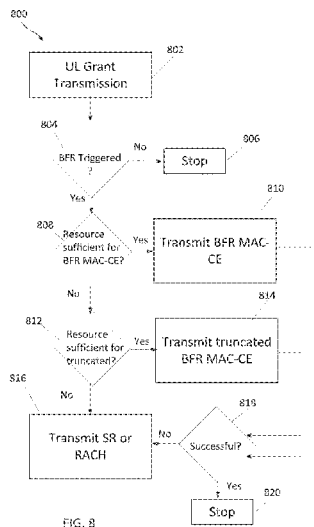 800
802
UL Grant
Transmission
804
BFR Triggered
?
No
806
Stop
Yes
808
Resource
sufficient for
BFR MAC-CE?
Yes
810
Transmit BFR MAC-
CE
No
812
Resource
sufficient for
truncated?
Yes
814
Transmit truncated
BFR MAC-CE
No
816
Transmit SR or
RACH
No
818
Successful?
Yes
820
Stop
FIG. 8